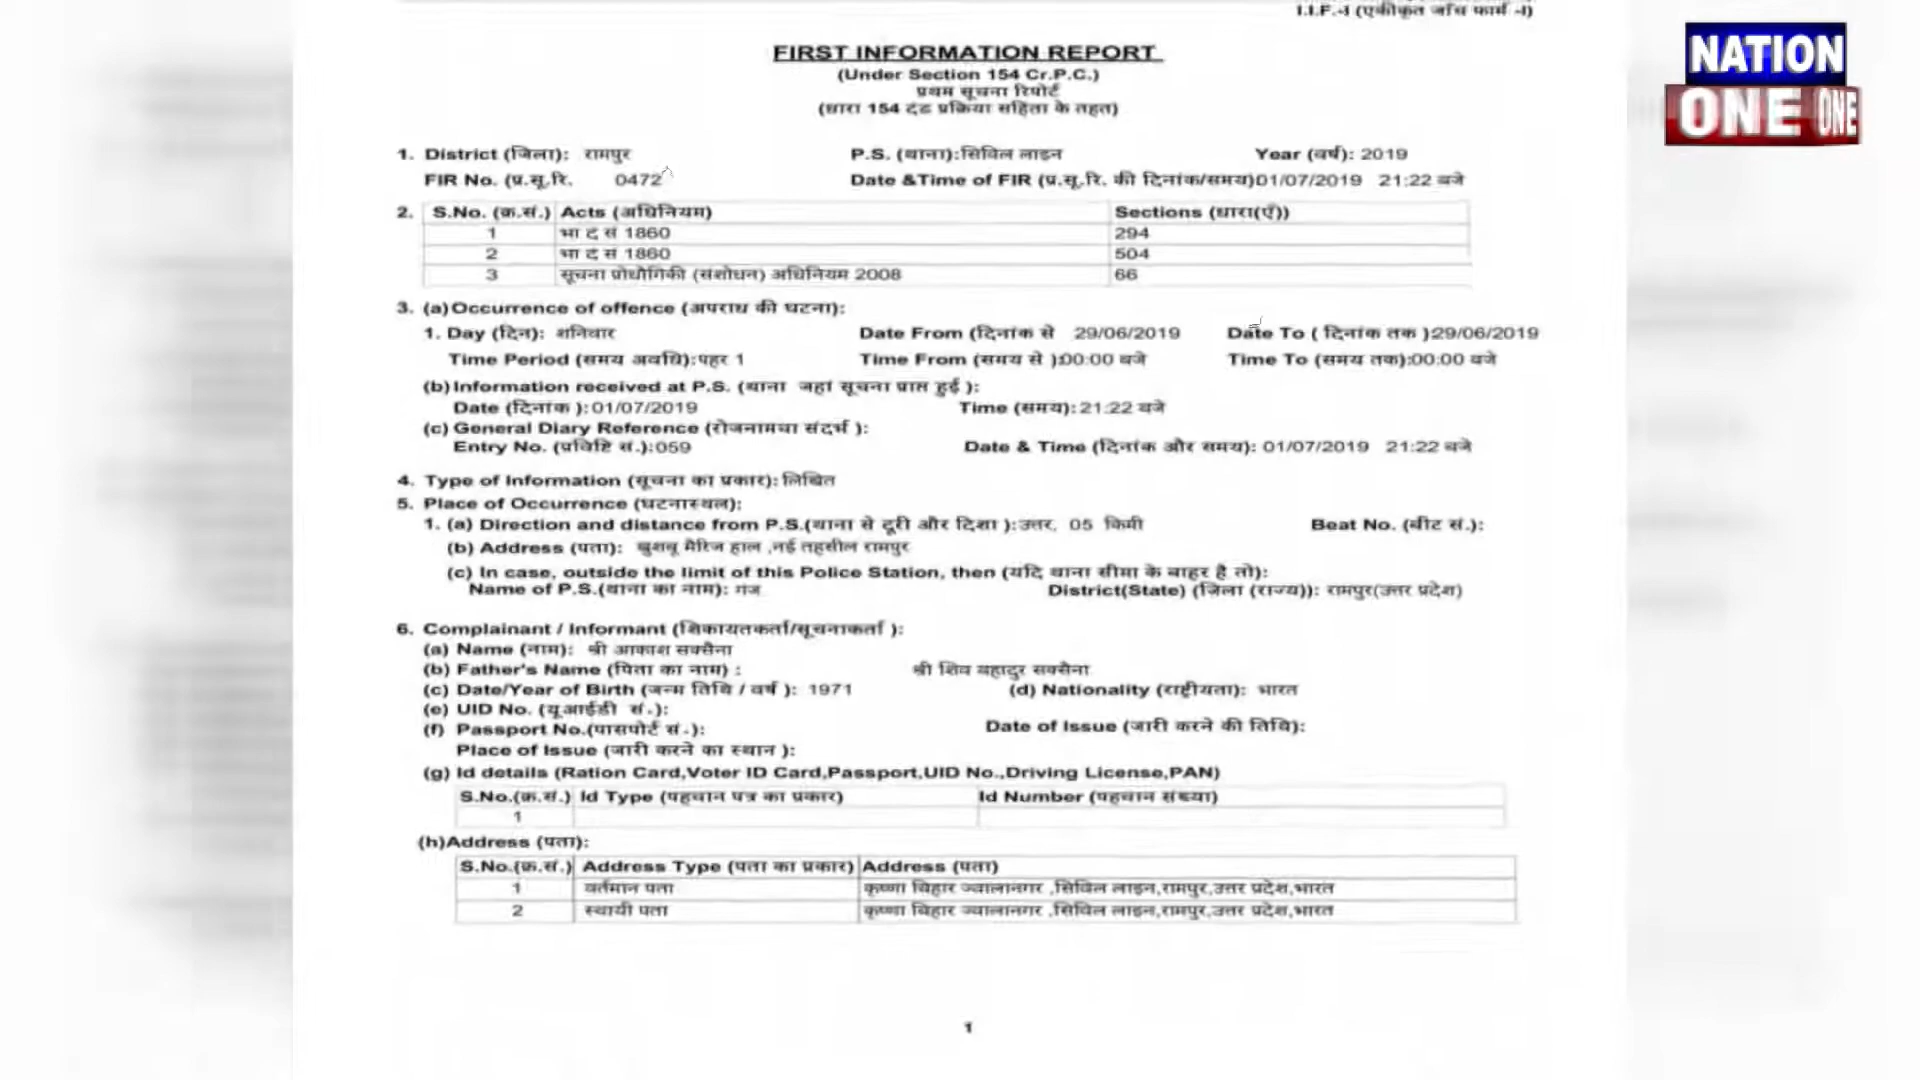 I.I.F.-I (एकीकृत जाँच फार्म -I)
NATION
ONE ONE
FIRST INFORMATION REPORT
(Under Section 154 Cr.P.C.)
प्रथम सूचना रिपोर्ट
(धारा 154 दंड प्रक्रिया संहिता के तहत)
1. District (जिला): रामपुर P.S. (थाना):सिविल लाइन Year (वर्ष): 2019
FIR No. (प्र.सू.रि. 0472 Date &Time of FIR (प्र.सू.रि. की दिनांक/समय)01/07/2019 21:22 बजे
2. S.No. (क्र.सं.) Acts (अधिनियम) Sections (धारा(एँ))
1 भा दं सं 1860 294
2 भा दं सं 1860 504
3 सूचना प्रोद्यौगिकी (संशोधन) अधिनियम 2008 66
3. (a)Occurrence of offence (अपराध की घटना):
1. Day (दिन): शनिवार Date From (दिनांक से 29/06/2019 Date To ( दिनांक तक ):29/06/2019
Time Period (समय अवधि):पहर 1 Time From (समय से ):00:00 बजे Time To (समय तक):00:00 बजे
(b)Information received at P.S. (थाना जहां सूचना प्राप्त हुई ):
Date (दिनांक ): 01/07/2019 Time (समय): 21:22 बजे
(c) General Diary Reference (रोजनामचा संदर्भ ):
Entry No. (प्रविष्टि सं.):059 Date & Time (दिनांक और समय): 01/07/2019 21:22 बजे
4. Type of Information (सूचना का प्रकार): लिखित
5. Place of Occurrence (घटनास्थल):
1. (a) Direction and distance from P.S.(थाना से दूरी और दिशा ):उत्तर, 05 किमी Beat No. (बीट सं.):
(b) Address (पता): खुशबू मैरिज हाल ,नई तहसील रामपुर
(c) In case, outside the limit of this Police Station, then (यदि थाना सीमा के बाहर है तो):
Name of P.S.(थाना का नाम): गंज District(State) (जिला (राज्य)): रामपुर(उत्तर प्रदेश)
6. Complainant / Informant (शिकायतकर्ता/सूचनाकर्ता ):
(a) Name (नाम): श्री आकाश सक्सैना
(b) Father's Name (पिता का नाम) : श्री शिव बहादुर सक्सैना
(c) Date/Year of Birth (जन्म तिथि / वर्ष ): 1971 (d) Nationality (राष्ट्रीयता): भारत
(e) UID No. (यूआईडी सं.):
(f) Passport No.(पासपोर्ट सं.): Date of Issue (जारी करने की तिथि):
Place of Issue (जारी करने का स्थान ):
(g) Id details (Ration Card,Voter ID Card,Passport,UID No.,Driving License,PAN)
S.No.(क्र.सं.) Id Type (पहचान पत्र का प्रकार) Id Number (पहचान संख्या)
1
(h)Address (पता):
S.No.(क्र.सं.) Address Type (पता का प्रकार) Address (पता)
1 वर्तमान पता कृष्णा विहार ज्वालानगर ,सिविल लाइन,रामपुर,उत्तर प्रदेश,भारत
2 स्थायी पता कृष्णा विहार ज्वालानगर ,सिविल लाइन,रामपुर,उत्तर प्रदेश,भारत
1